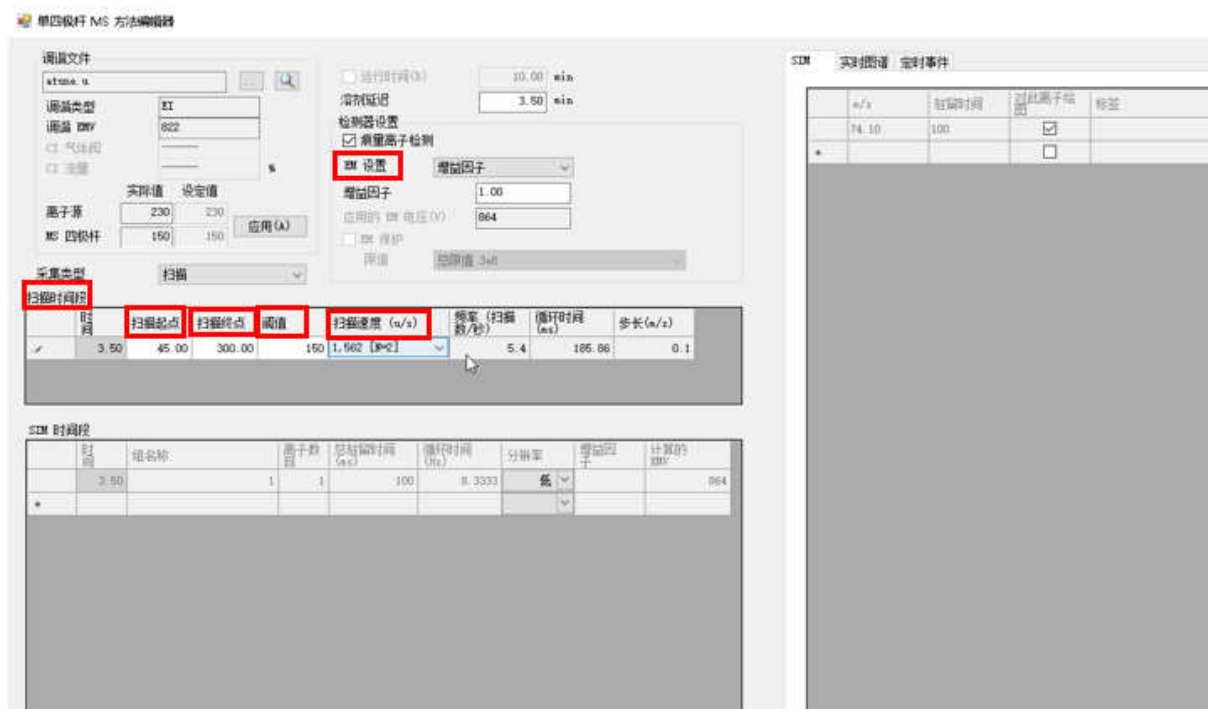 单四极杆 MS 方法编辑器
调谐文件
atune.u
...
调谐类型 EI
调谐 EMV 822
CI 气体阀
CI 流量 %
实际值 设定值
离子源 230 230
MS 四极杆 150 150
应用(A)
运行时间 10.00 min
溶剂延迟 3.50 min
检测器设置
痕量离子检测
EM 设置 增益因子
增益因子 1.00
应用的 EM 电压(V) 864
EM 保护
限值
采集类型 扫描
扫描时间段
时间 扫描起点 扫描终点 阈值 扫描速度 (u/s) 频率 (扫描数/秒) 循环时间 (ms) 步长(m/z)
3.50 45.00 300.00 150 1,562 [N=2] 5.4 185.86 0.1
SIM 时间段
时间 组名称 离子数目 总驻留时间 (ms) 循环时间 (Hz) 分辨率 增益因子 计算的 EMV
3.50 1 1 100 8.3333 低 864
*
SIM 实时图谱 定时事件
m/z 驻留时间 对此离子绘图 标签
74.10 100
*